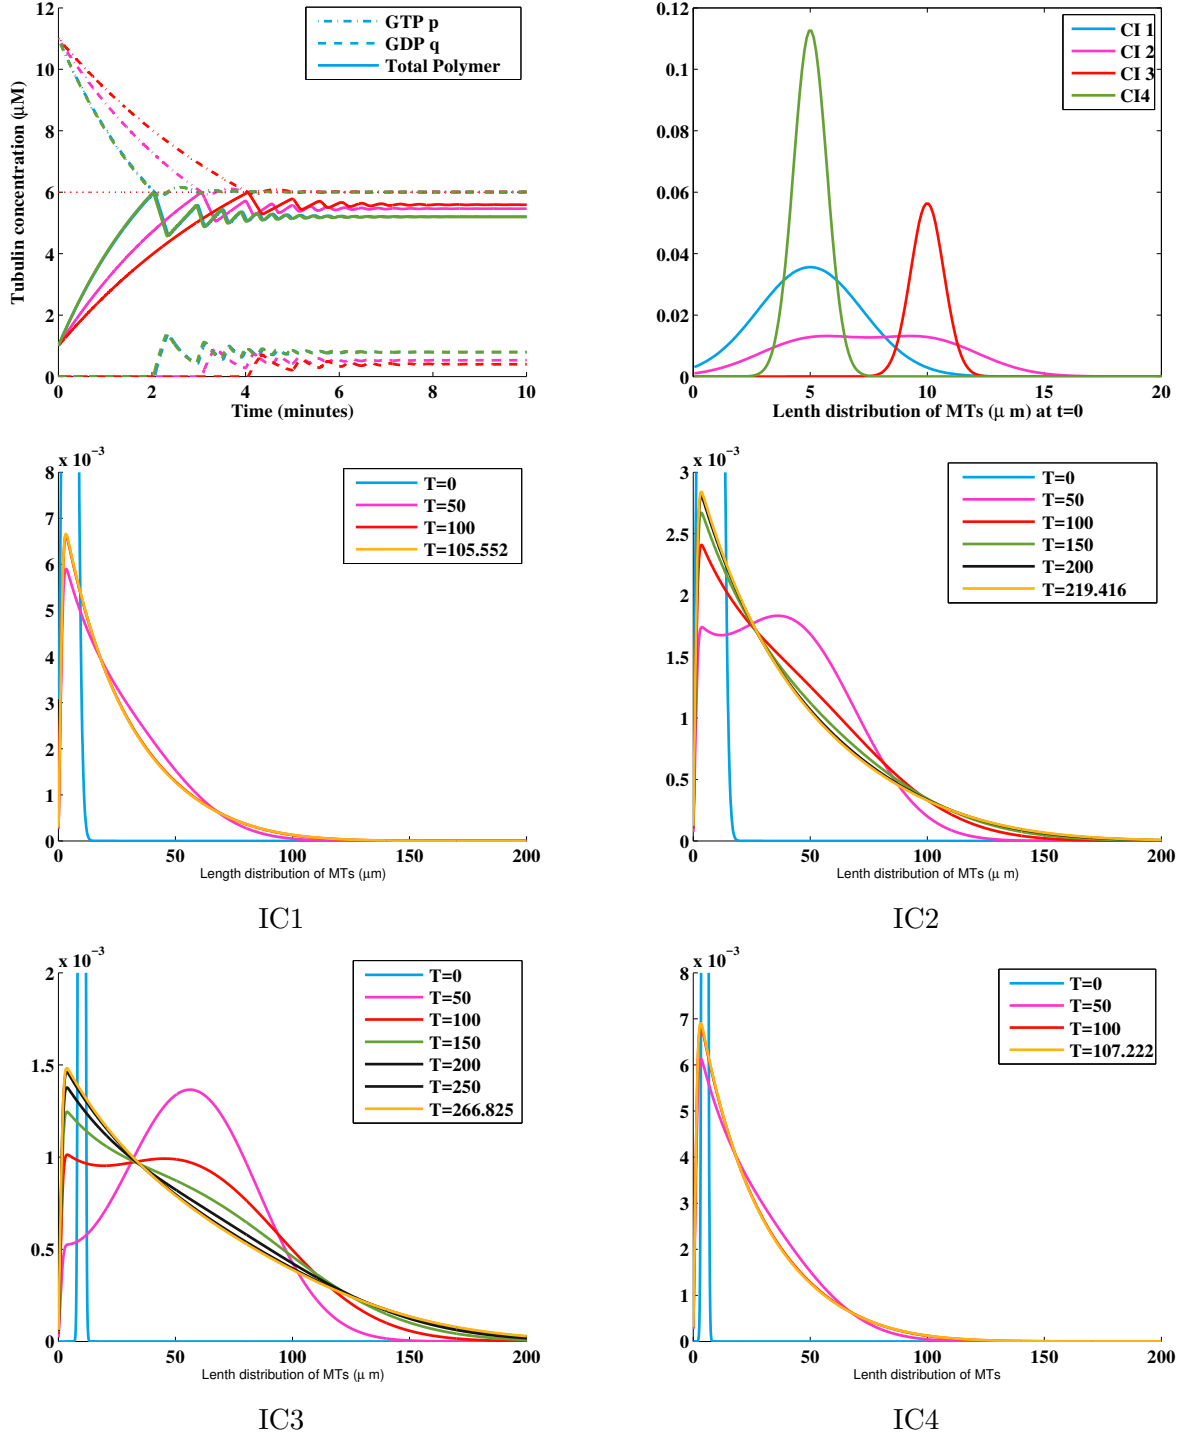 12
10
8
6
4
2
0
Tubulin concentration (μM)
GTP p
GDP q
Total Polymer
0 2 4 6 8 10
Time (minutes)
0.12
0.1
0.08
0.06
0.04
0.02
0
CI 1
CI 2
CI 3
CI4
0 5 10 15 20
Lenth distribution of MTs (μ m) at t=0
x 10⁻³
8
7
6
5
4
3
2
1
0
T=0
T=50
T=100
T=105.552
0 50 100 150 200
Length distribution of MTs (μm)
IC1
x 10⁻³
3
2.5
2
1.5
1
0.5
0
T=0
T=50
T=100
T=150
T=200
T=219.416
0 50 100 150 200
Lenth distribution of MTs (μ m)
IC2
x 10⁻³
2
1.5
1
0.5
0
T=0
T=50
T=100
T=150
T=200
T=250
T=266.825
0 50 100 150 200
Lenth distribution of MTs (μ m)
IC3
x 10⁻³
8
7
6
5
4
3
2
1
0
T=0
T=50
T=100
T=107.222
0 50 100 150 200
Lenth distribution of MTs
IC4